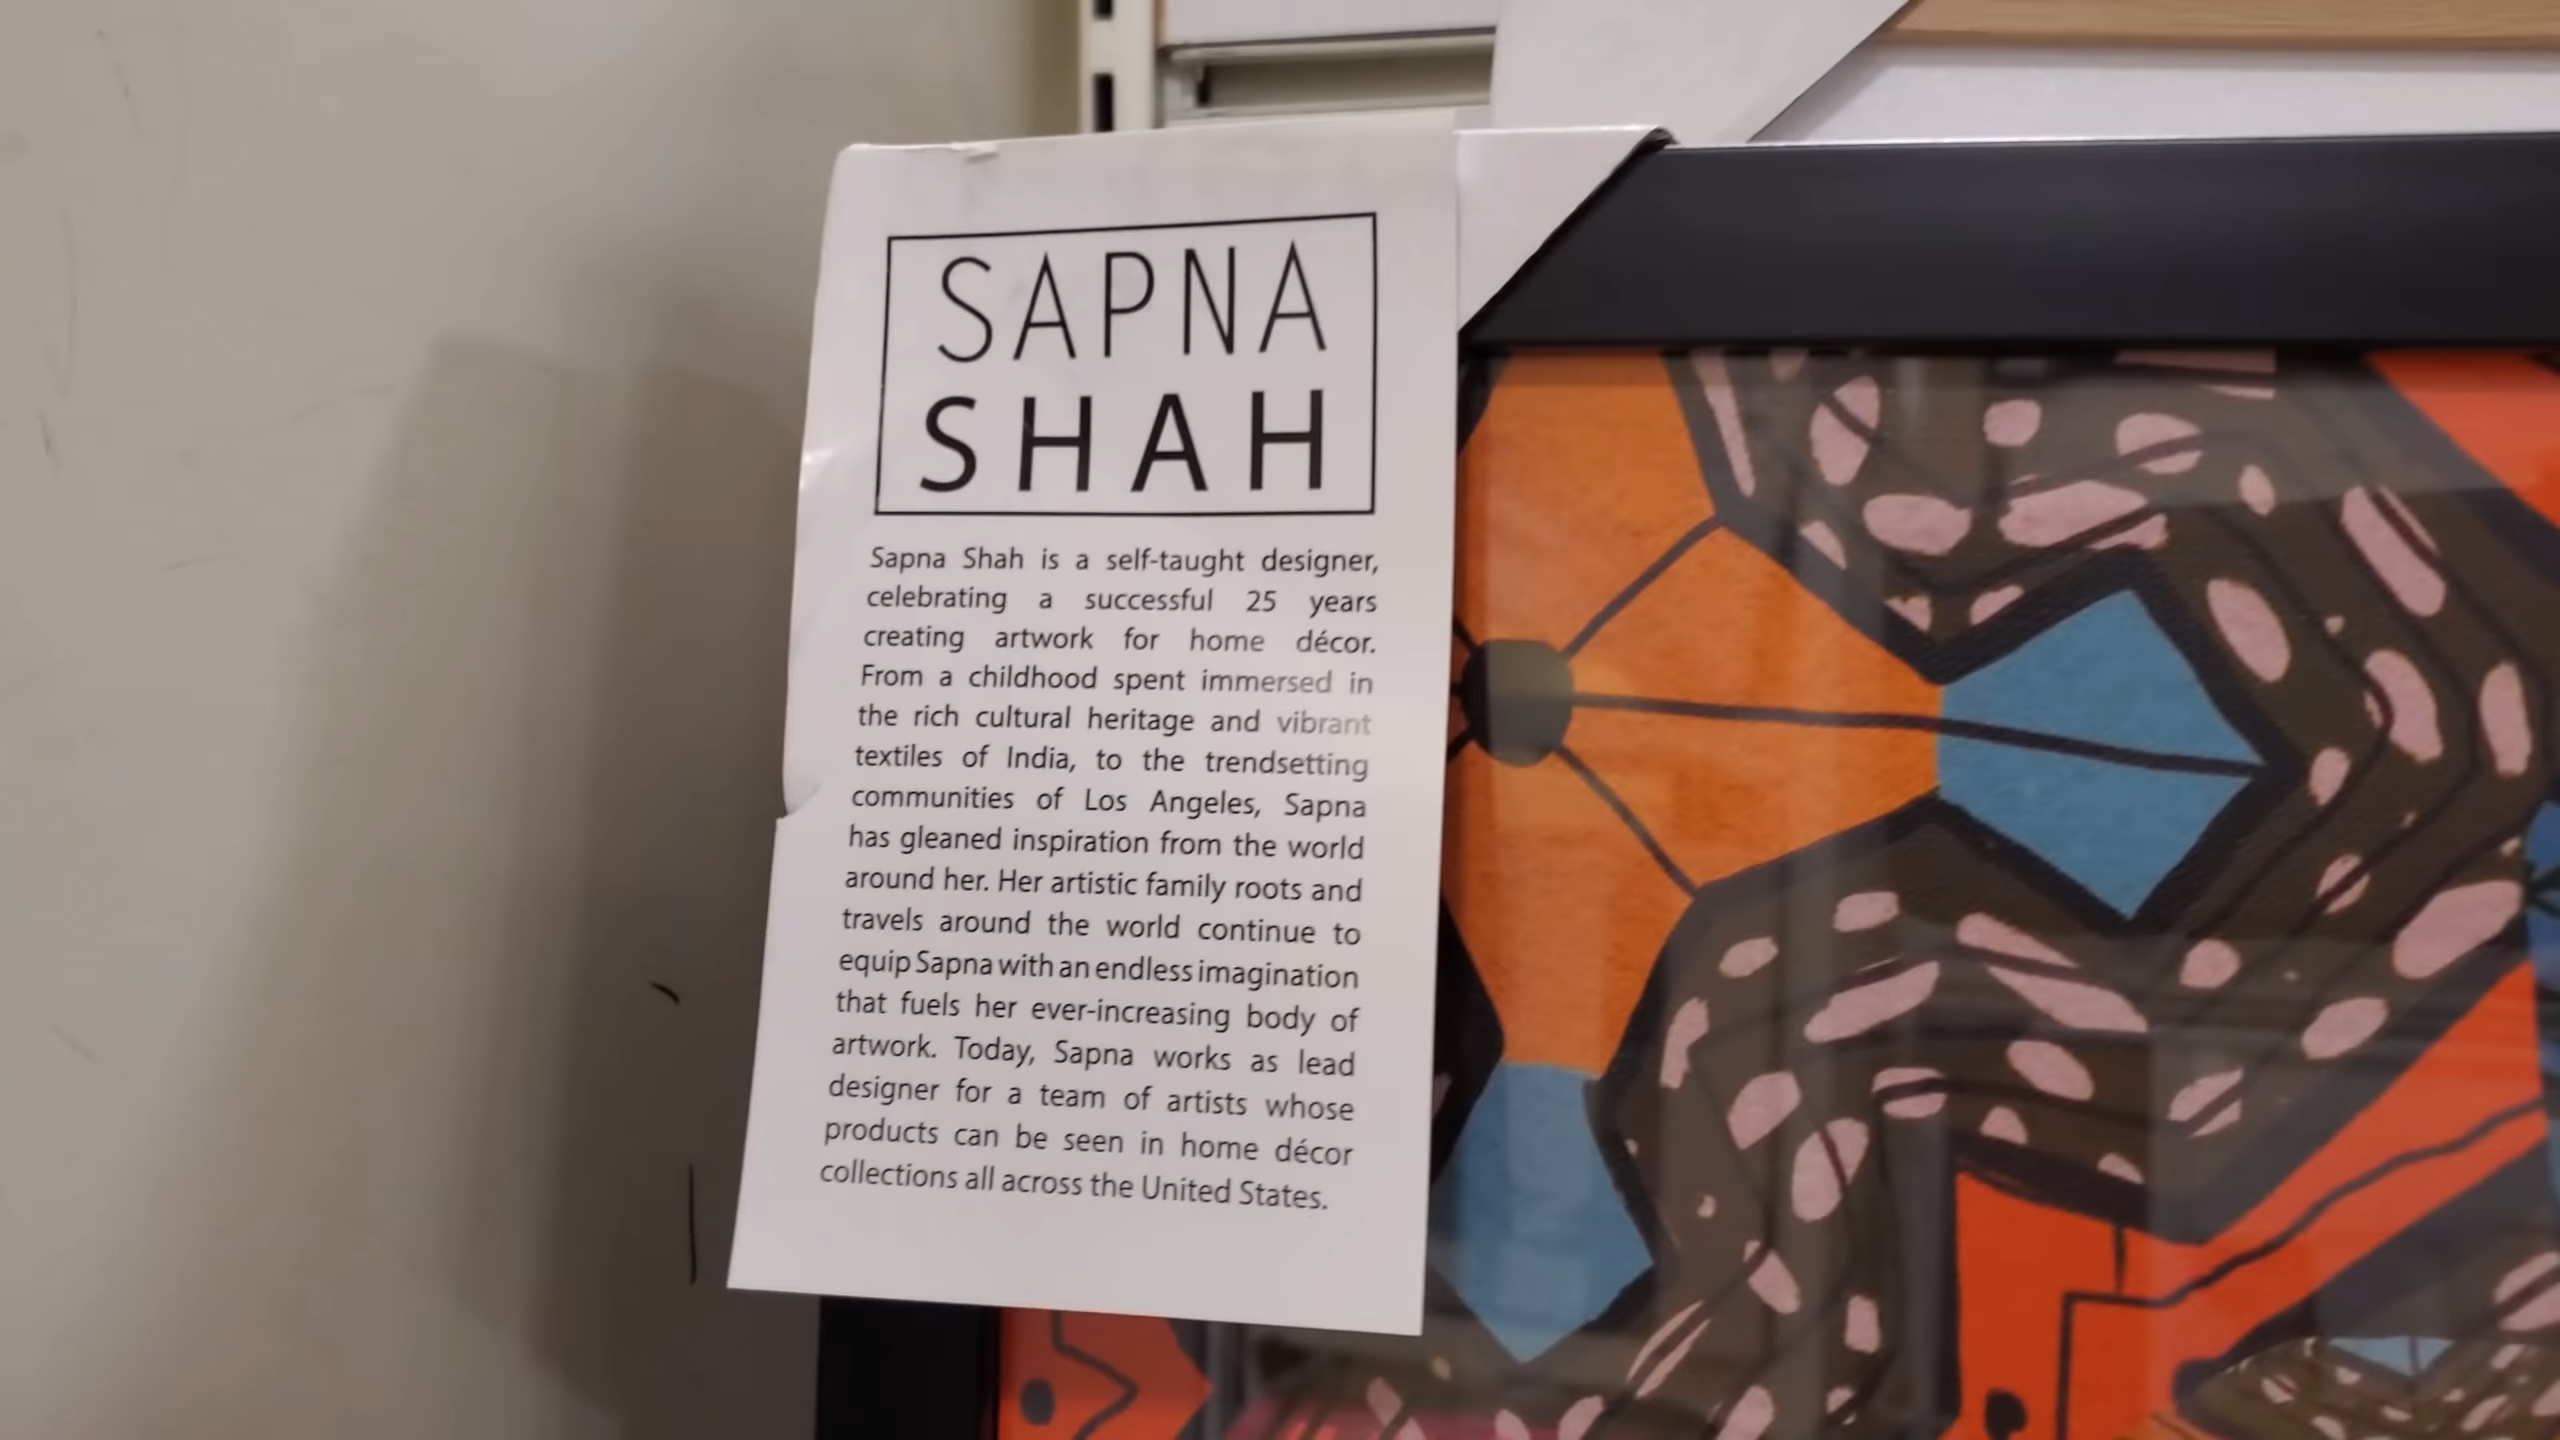 SAPNA
SHAH
Sapna Shah is a self-taught designer,
celebrating a successful 25 years
creating artwork for home décor.
From a childhood spent immersed in
the rich cultural heritage and vibrant
textiles of India, to the trendsetting
communities of Los Angeles, Sapna
has gleaned inspiration from the world
around her. Her artistic family roots and
travels around the world continue to
equip Sapna with an endless imagination
that fuels her ever-increasing body of
artwork. Today, Sapna works as lead
designer for a team of artists whose
products can be seen in home décor
collections all across the United States.